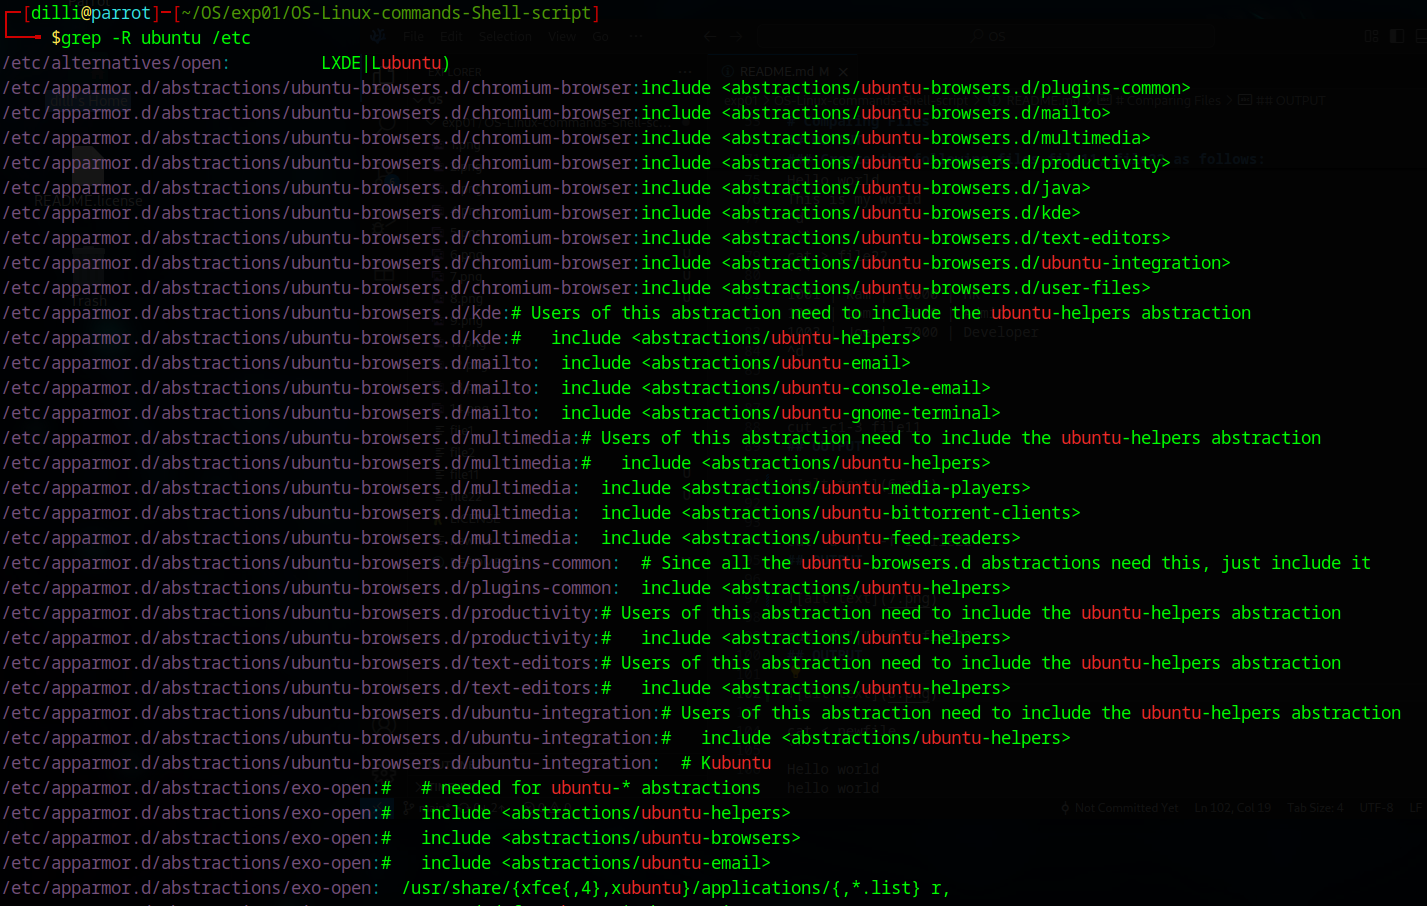 ┌─[dilli@parrot]─[~/OS/exp01/OS-Linux-commands-Shell-script]
└──╼ $grep -R ubuntu /etc
/etc/alternatives/open:         LXDE|Lubuntu)
/etc/apparmor.d/abstractions/ubuntu-browsers.d/chromium-browser:include <abstractions/ubuntu-browsers.d/plugins-common>
/etc/apparmor.d/abstractions/ubuntu-browsers.d/chromium-browser:include <abstractions/ubuntu-browsers.d/mailto>
/etc/apparmor.d/abstractions/ubuntu-browsers.d/chromium-browser:include <abstractions/ubuntu-browsers.d/multimedia>
/etc/apparmor.d/abstractions/ubuntu-browsers.d/chromium-browser:include <abstractions/ubuntu-browsers.d/productivity>
/etc/apparmor.d/abstractions/ubuntu-browsers.d/chromium-browser:include <abstractions/ubuntu-browsers.d/java>
/etc/apparmor.d/abstractions/ubuntu-browsers.d/chromium-browser:include <abstractions/ubuntu-browsers.d/kde>
/etc/apparmor.d/abstractions/ubuntu-browsers.d/chromium-browser:include <abstractions/ubuntu-browsers.d/text-editors>
/etc/apparmor.d/abstractions/ubuntu-browsers.d/chromium-browser:include <abstractions/ubuntu-browsers.d/ubuntu-integration>
/etc/apparmor.d/abstractions/ubuntu-browsers.d/chromium-browser:include <abstractions/ubuntu-browsers.d/user-files>
/etc/apparmor.d/abstractions/ubuntu-browsers.d/kde:# Users of this abstraction need to include the ubuntu-helpers abstraction
/etc/apparmor.d/abstractions/ubuntu-browsers.d/kde:#   include <abstractions/ubuntu-helpers>
/etc/apparmor.d/abstractions/ubuntu-browsers.d/mailto:  include <abstractions/ubuntu-email>
/etc/apparmor.d/abstractions/ubuntu-browsers.d/mailto:  include <abstractions/ubuntu-console-email>
/etc/apparmor.d/abstractions/ubuntu-browsers.d/mailto:  include <abstractions/ubuntu-gnome-terminal>
/etc/apparmor.d/abstractions/ubuntu-browsers.d/multimedia:# Users of this abstraction need to include the ubuntu-helpers abstraction
/etc/apparmor.d/abstractions/ubuntu-browsers.d/multimedia:#   include <abstractions/ubuntu-helpers>
/etc/apparmor.d/abstractions/ubuntu-browsers.d/multimedia:  include <abstractions/ubuntu-media-players>
/etc/apparmor.d/abstractions/ubuntu-browsers.d/multimedia:  include <abstractions/ubuntu-bittorrent-clients>
/etc/apparmor.d/abstractions/ubuntu-browsers.d/multimedia:  include <abstractions/ubuntu-feed-readers>
/etc/apparmor.d/abstractions/ubuntu-browsers.d/plugins-common:  # Since all the ubuntu-browsers.d abstractions need this, just include it
/etc/apparmor.d/abstractions/ubuntu-browsers.d/plugins-common:  include <abstractions/ubuntu-helpers>
/etc/apparmor.d/abstractions/ubuntu-browsers.d/productivity:# Users of this abstraction need to include the ubuntu-helpers abstraction
/etc/apparmor.d/abstractions/ubuntu-browsers.d/productivity:#   include <abstractions/ubuntu-helpers>
/etc/apparmor.d/abstractions/ubuntu-browsers.d/text-editors:# Users of this abstraction need to include the ubuntu-helpers abstraction
/etc/apparmor.d/abstractions/ubuntu-browsers.d/text-editors:#   include <abstractions/ubuntu-helpers>
/etc/apparmor.d/abstractions/ubuntu-browsers.d/ubuntu-integration:# Users of this abstraction need to include the ubuntu-helpers abstraction
/etc/apparmor.d/abstractions/ubuntu-browsers.d/ubuntu-integration:#   include <abstractions/ubuntu-helpers>
/etc/apparmor.d/abstractions/ubuntu-browsers.d/ubuntu-integration:  # Kubuntu
/etc/apparmor.d/abstractions/exo-open:#   # needed for ubuntu-* abstractions
/etc/apparmor.d/abstractions/exo-open:#   include <abstractions/ubuntu-helpers>
/etc/apparmor.d/abstractions/exo-open:#   include <abstractions/ubuntu-browsers>
/etc/apparmor.d/abstractions/exo-open:#   include <abstractions/ubuntu-email>
/etc/apparmor.d/abstractions/exo-open:  /usr/share/{xfce{,4},xubuntu}/applications/{,*.list} r,